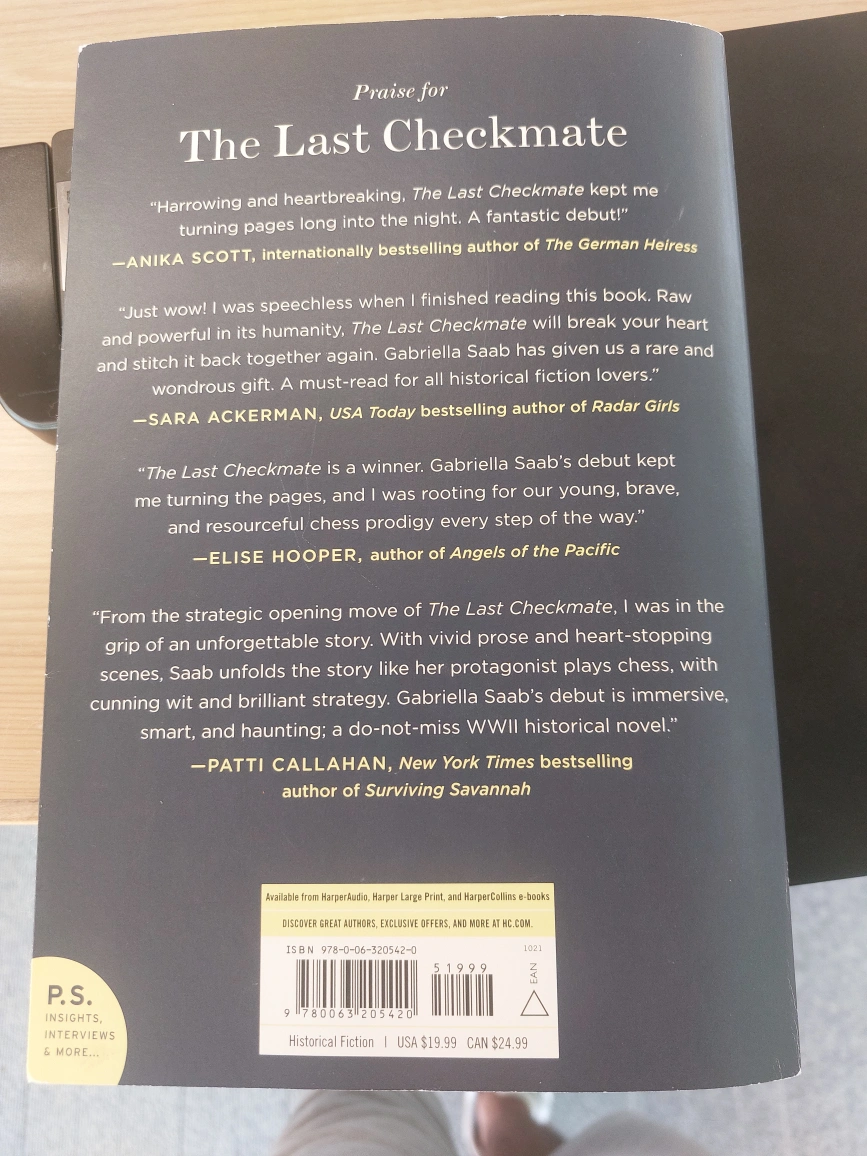 Praise for
The Last Checkmate
“Harrowing and heartbreaking, The Last Checkmate kept me
turning pages long into the night. A fantastic debut!”
—ANIKA SCOTT, internationally bestselling author of The German Heiress
“Just wow! I was speechless when I finished reading this book. Raw
and powerful in its humanity, The Last Checkmate will break your heart
and stitch it back together again. Gabriella Saab has given us a rare and
wondrous gift. A must-read for all historical fiction lovers.”
—SARA ACKERMAN, USA Today bestselling author of Radar Girls
“The Last Checkmate is a winner. Gabriella Saab’s debut kept
me turning the pages, and I was rooting for our young, brave,
and resourceful chess prodigy every step of the way.”
—ELISE HOOPER, author of Angels of the Pacific
“From the strategic opening move of The Last Checkmate, I was in the
grip of an unforgettable story. With vivid prose and heart-stopping
scenes, Saab unfolds the story like her protagonist plays chess, with
cunning wit and brilliant strategy. Gabriella Saab’s debut is immersive,
smart, and haunting; a do-not-miss WWII historical novel.”
—PATTI CALLAHAN, New York Times bestselling
author of Surviving Savannah
Available from HarperAudio, Harper Large Print, and HarperCollins e-books
DISCOVER GREAT AUTHORS, EXCLUSIVE OFFERS, AND MORE AT HC.COM.
ISBN 978-0-06-320542-0
1021
51999
EAN
9 780063 205420
Historical Fiction | USA $19.99 CAN $24.99
P.S.
INSIGHTS,
INTERVIEWS
& MORE...